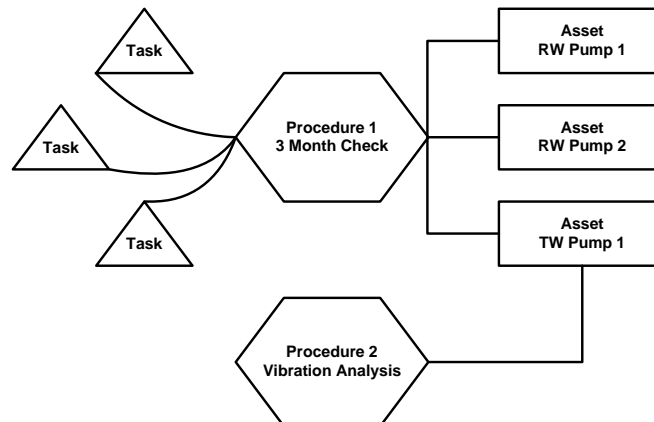 Task
Task
Task
Procedure 1
3 Month Check
Asset
RW Pump 1
Asset
RW Pump 2
Asset
TW Pump 1
Procedure 2
Vibration Analysis